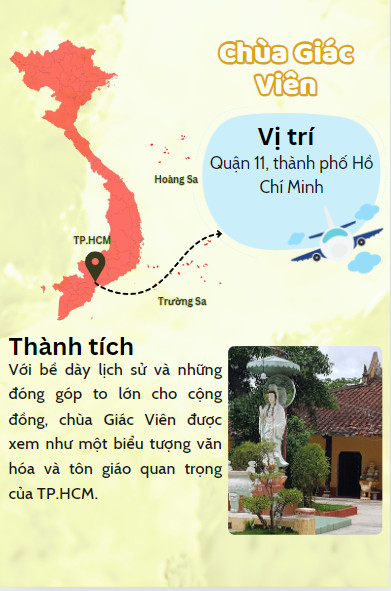 Chùa Giác
Viên
Vị trí
Quận 11, thành phố Hồ
Chí Minh
Hoàng Sa
TP.HCM
Trường Sa
Thành tích
Với bề dày lịch sử và những
đóng góp to lớn cho cộng
đồng, chùa Giác Viên được
xem như một biểu tượng văn
hóa và tôn giáo quan trọng
của TP.HCM.